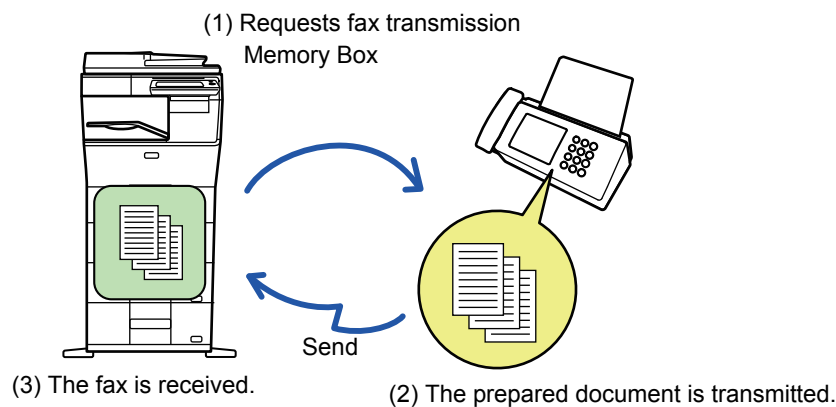 (1) Requests fax transmission
Memory Box
Send
(3) The fax is received.
(2) The prepared document is transmitted.